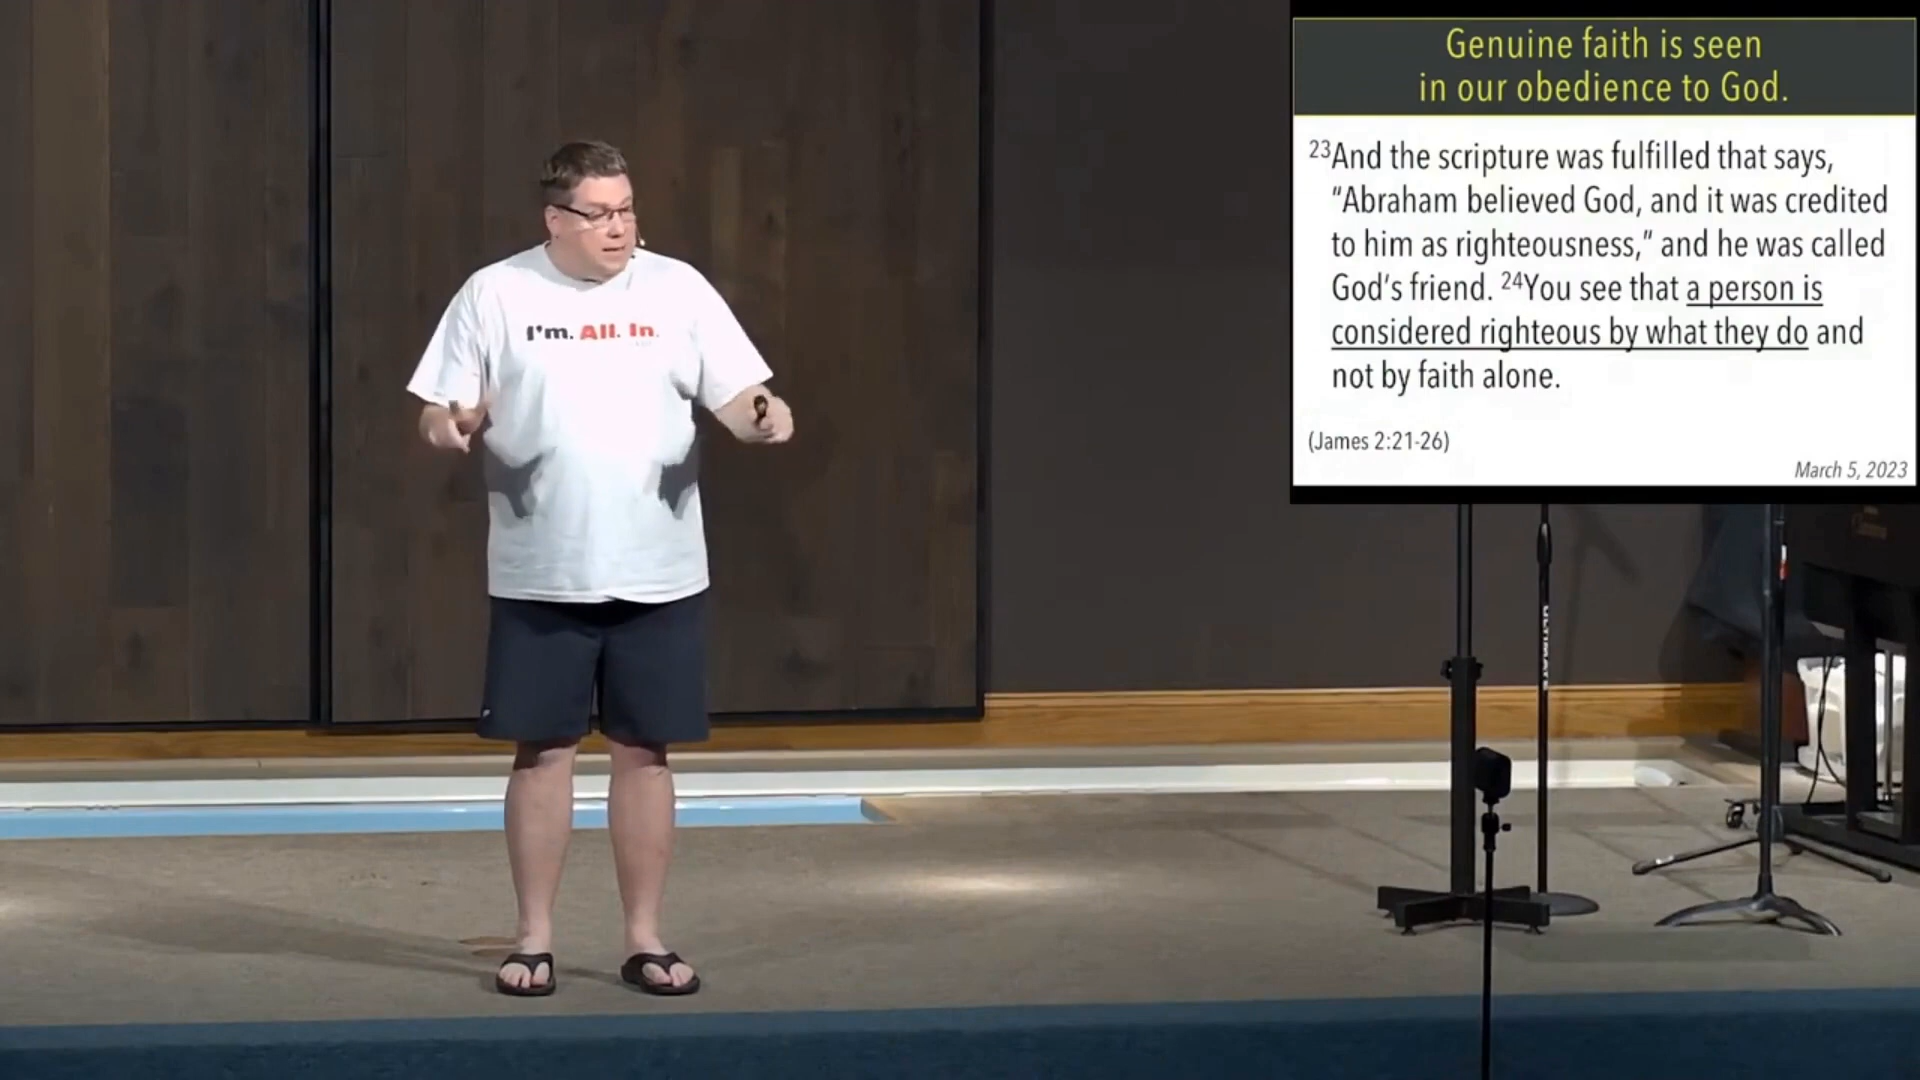 Genuine faith is seen
in our obedience to God.
23And the scripture was fulfilled that says,
“Abraham believed God, and it was credited
to him as righteousness,” and he was called
God’s friend. 24You see that a person is
considered righteous by what they do and
not by faith alone.
(James 2:21-26)
March 5, 2023
I'm. All. In.
ULTIMATE